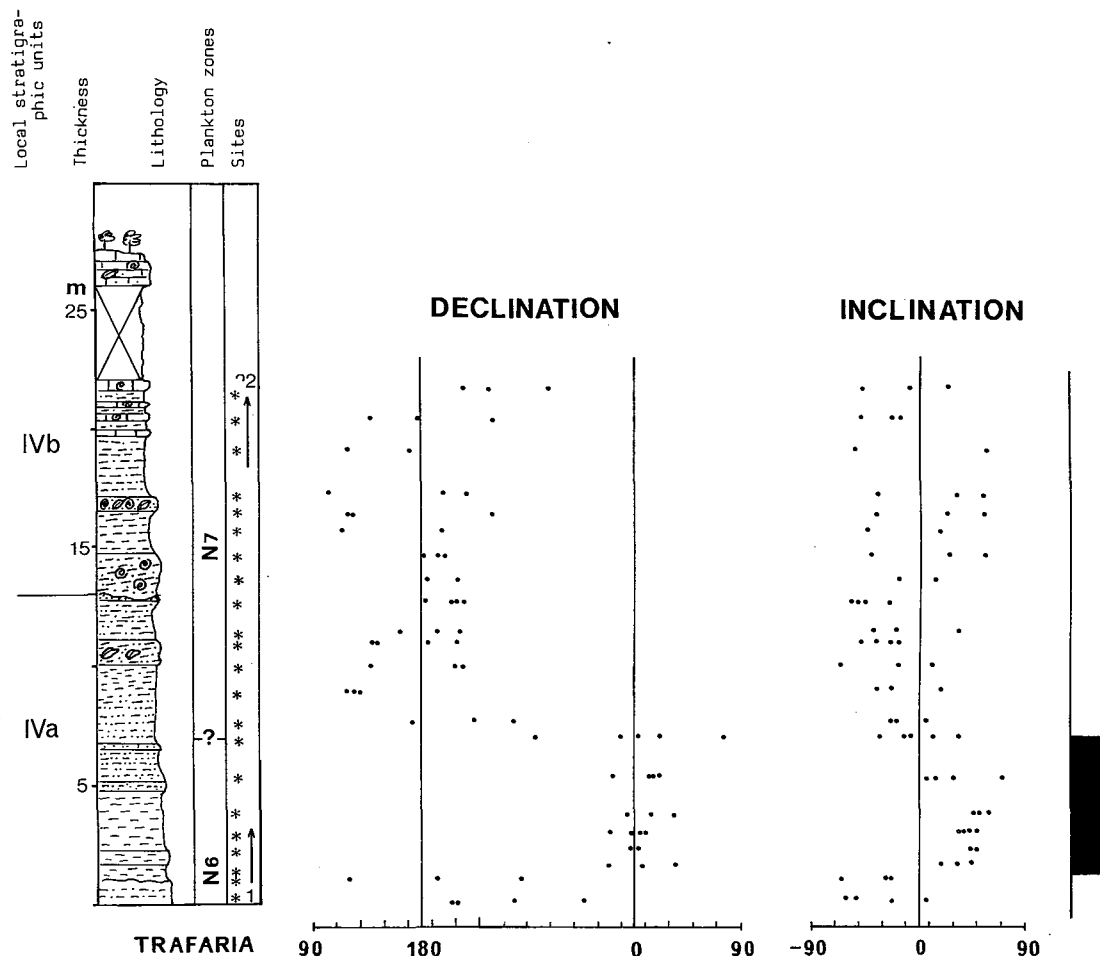 Local stratigra-
phic units
Thickness
Lithology
Plankton zones
Sites
m
25
DECLINATION
INCLINATION
22
IVb
N7
15
IVa
?
5
N6
1
TRAFARIA
90 180 0 90
-90 0 90